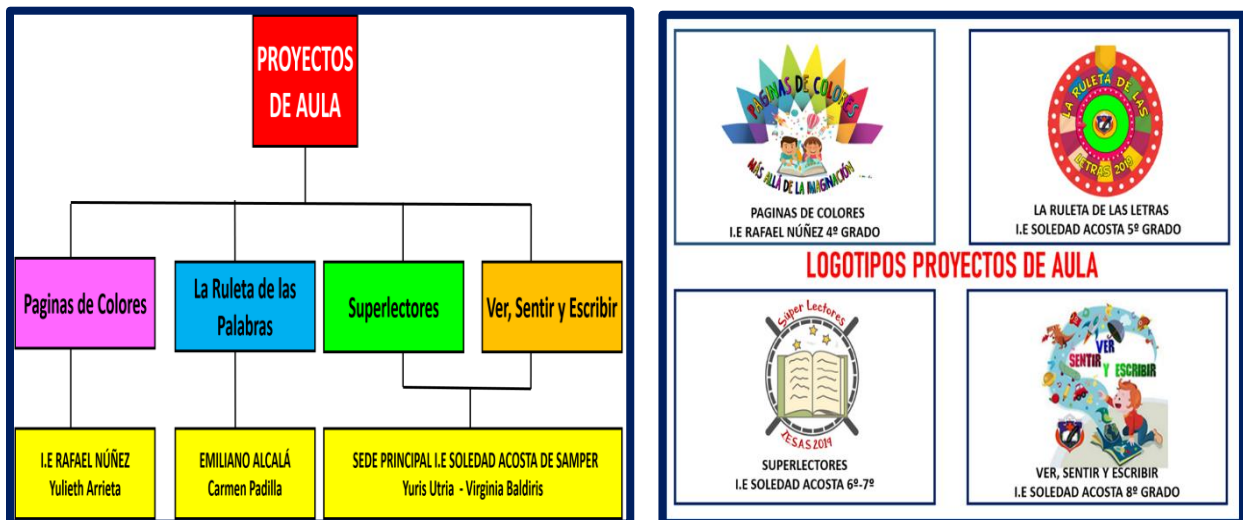 PROYECTOS
DE AULA
Paginas de Colores
La Ruleta de las
Palabras
Superlectores
Ver, Sentir y Escribir
I.E RAFAEL NÚÑEZ
Yulieth Arrieta
EMILIANO ALCALÁ
Carmen Padilla
SEDE PRINCIPAL I.E SOLEDAD ACOSTA DE SAMPER
Yuris Utria - Virginia Baldiris
PAGINAS DE COLORES
MÁS ALLÁ DE LA IMAGINACIÓN
PAGINAS DE COLORES
I.E RAFAEL NÚÑEZ 4º GRADO
LA RULETA DE LAS
LETRAS 2019
LA RULETA DE LAS LETRAS
I.E SOLEDAD ACOSTA 5º GRADO
LOGOTIPOS PROYECTOS DE AULA
Súper Lectores
IESAS 2019
SUPERLECTORES
I.E SOLEDAD ACOSTA 6º-7º
VER
SENTIR
Y ESCRIBIR
VER, SENTIR Y ESCRIBIR
I.E SOLEDAD ACOSTA 8º GRADO